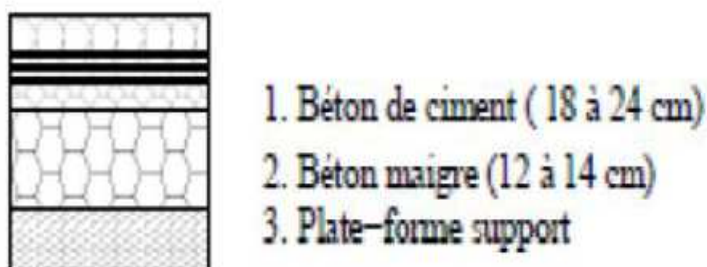 1. Béton de ciment ( 18 à 24 cm)
2. Béton maigre (12 à 14 cm)
3. Plate-forme support